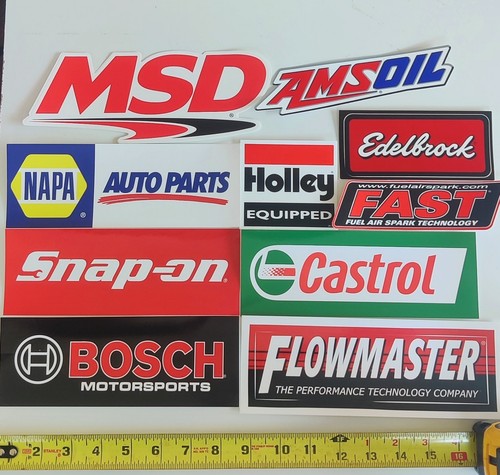 MSD®
AMSOIL
Edelbrock
NAPA®
AUTO PARTS
Holley
EQUIPPED
www.fuelairspark.com
FAST
FUEL AIR SPARK TECHNOLOGY
Snap-on
Castrol
BOSCH
MOTORSPORTS
FLOWMASTER
THE PERFORMANCE TECHNOLOGY COMPANY
2 3 4 5 6 7 8 9 10 11 12 13 14 15 16